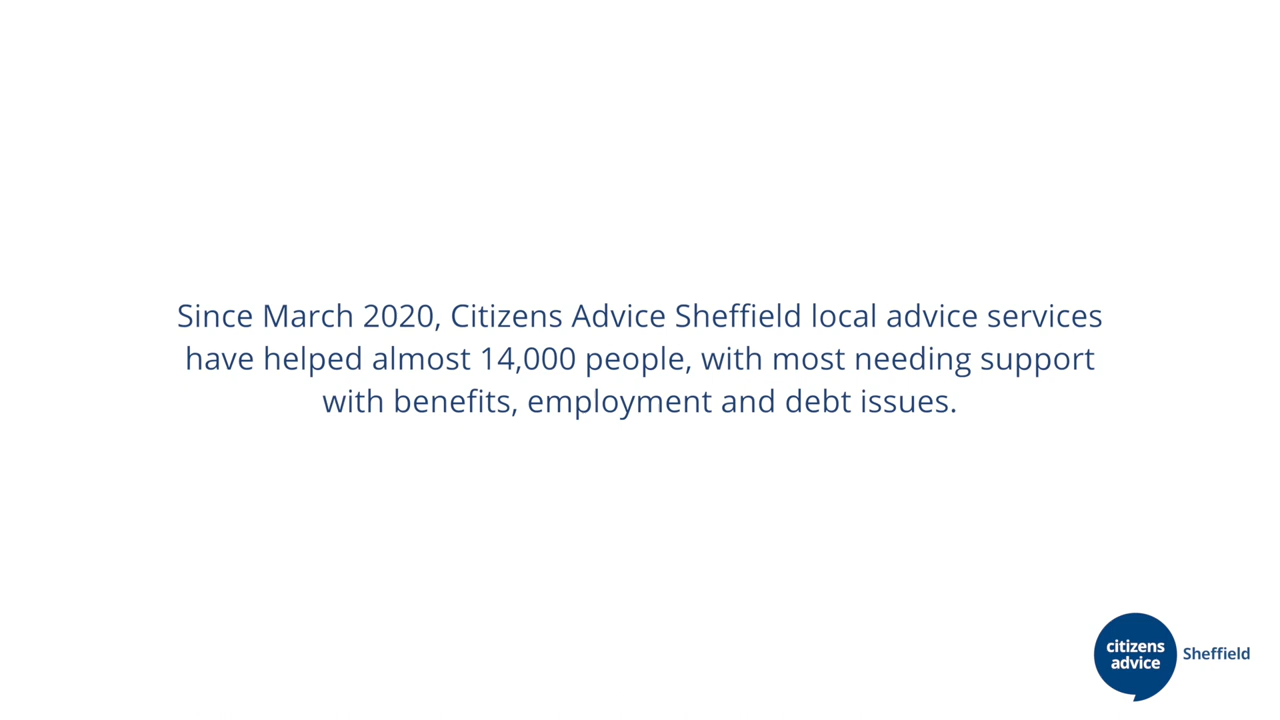 Since March 2020, Citizens Advice Sheffield local advice services
have helped almost 14,000 people, with most needing support
with benefits, employment and debt issues.
citizens
advice
Sheffield